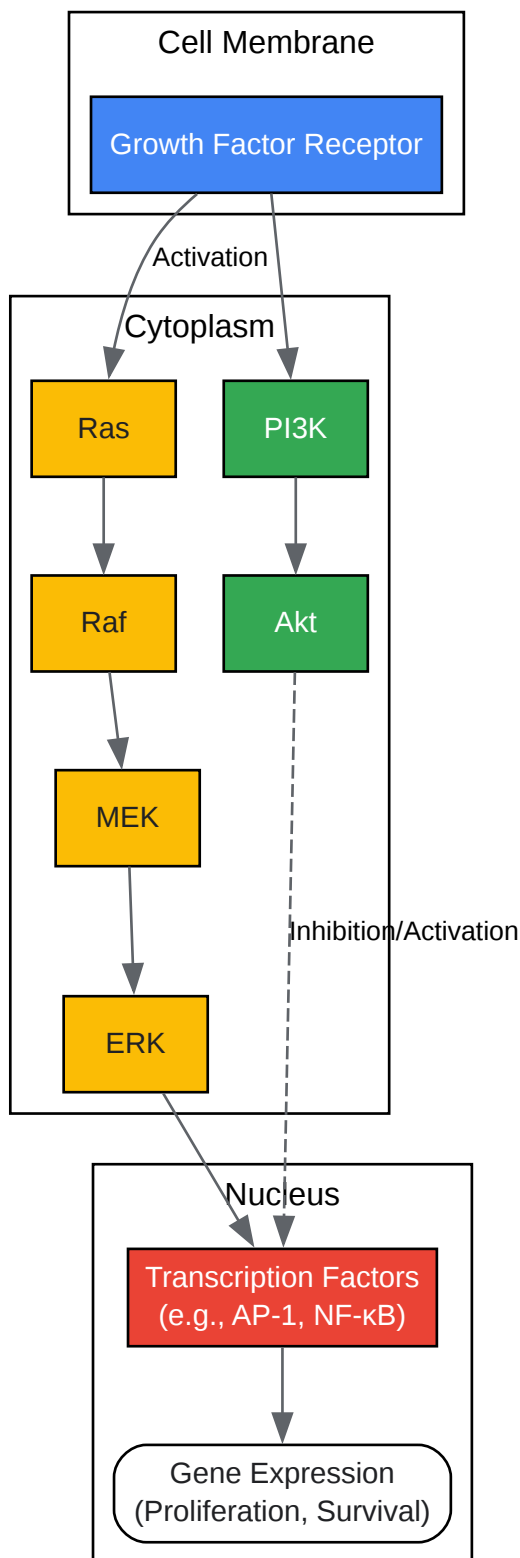 Cell Membrane
Growth Factor Receptor
Activation
Cytoplasm
Ras
PI3K
Raf
Akt
MEK
Inhibition/Activation
ERK
Nucleus
Transcription Factors
(e.g., AP-1, NF-κB)
Gene Expression
(Proliferation, Survival)